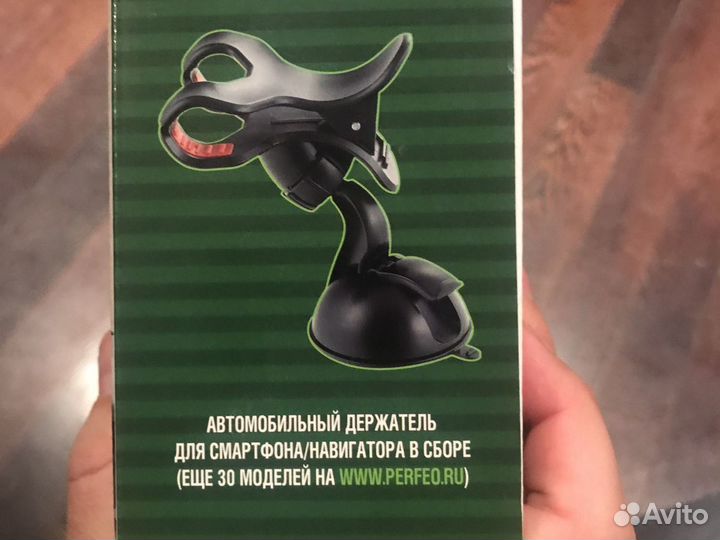 АВТОМОБИЛЬНЫЙ ДЕРЖАТЕЛЬ
ДЛЯ СМАРТФОНА/НАВИГАТОРА В СБОРЕ
(ЕЩЕ 30 МОДЕЛЕЙ НА WWW.PERFEO.RU)
Avito